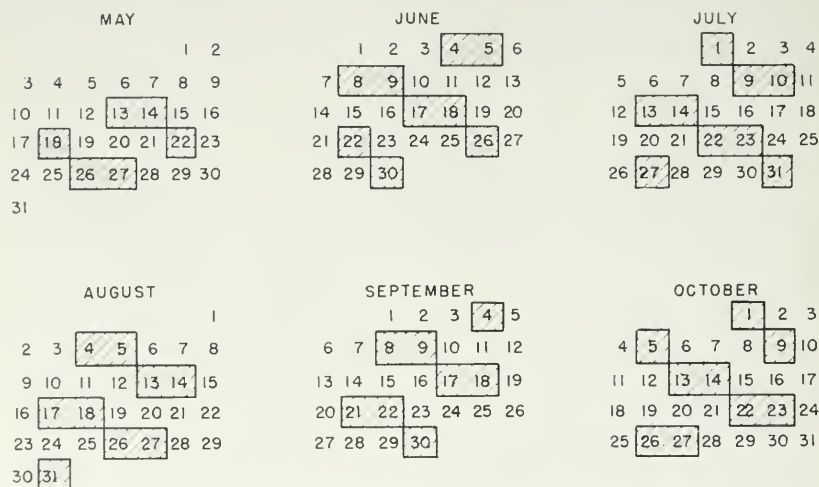 MAY
1 2
3 4 5 6 7 8 9
10 11 12 13 14 15 16
17 18 19 20 21 22 23
24 25 26 27 28 29 30
31
JUNE
1 2 3 4 5 6
7 8 9 10 11 12 13
14 15 16 17 18 19 20
21 22 23 24 25 26 27
28 29 30
JULY
1 2 3 4
5 6 7 8 9 10 11
12 13 14 15 16 17 18
19 20 21 22 23 24 25
26 27 28 29 30 31
AUGUST
1
2 3 4 5 6 7 8
9 10 11 12 13 14 15
16 17 18 19 20 21 22
23 24 25 26 27 28 29
30 31
SEPTEMBER
1 2 3 4 5
6 7 8 9 10 11 12
13 14 15 16 17 18 19
20 21 22 23 24 25 26
27 28 29 30
OCTOBER
1 2 3
4 5 6 7 8 9 10
11 12 13 14 15 16 17
18 19 20 21 22 23 24
25 26 27 28 29 30 31